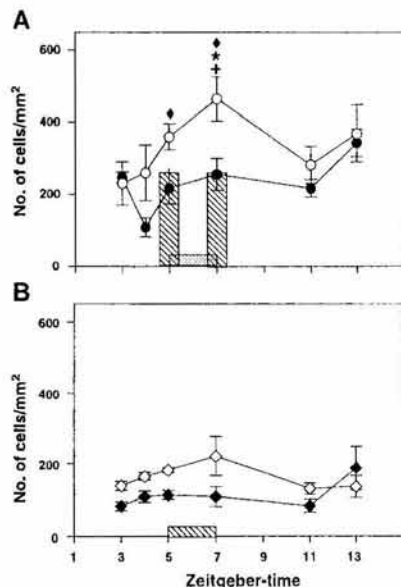 A
No. of cells/mm²
600
400
200
0
B
No. of cells/mm²
600
400
200
0
1 3 5 7 9 11 13
Zeitgeber-time